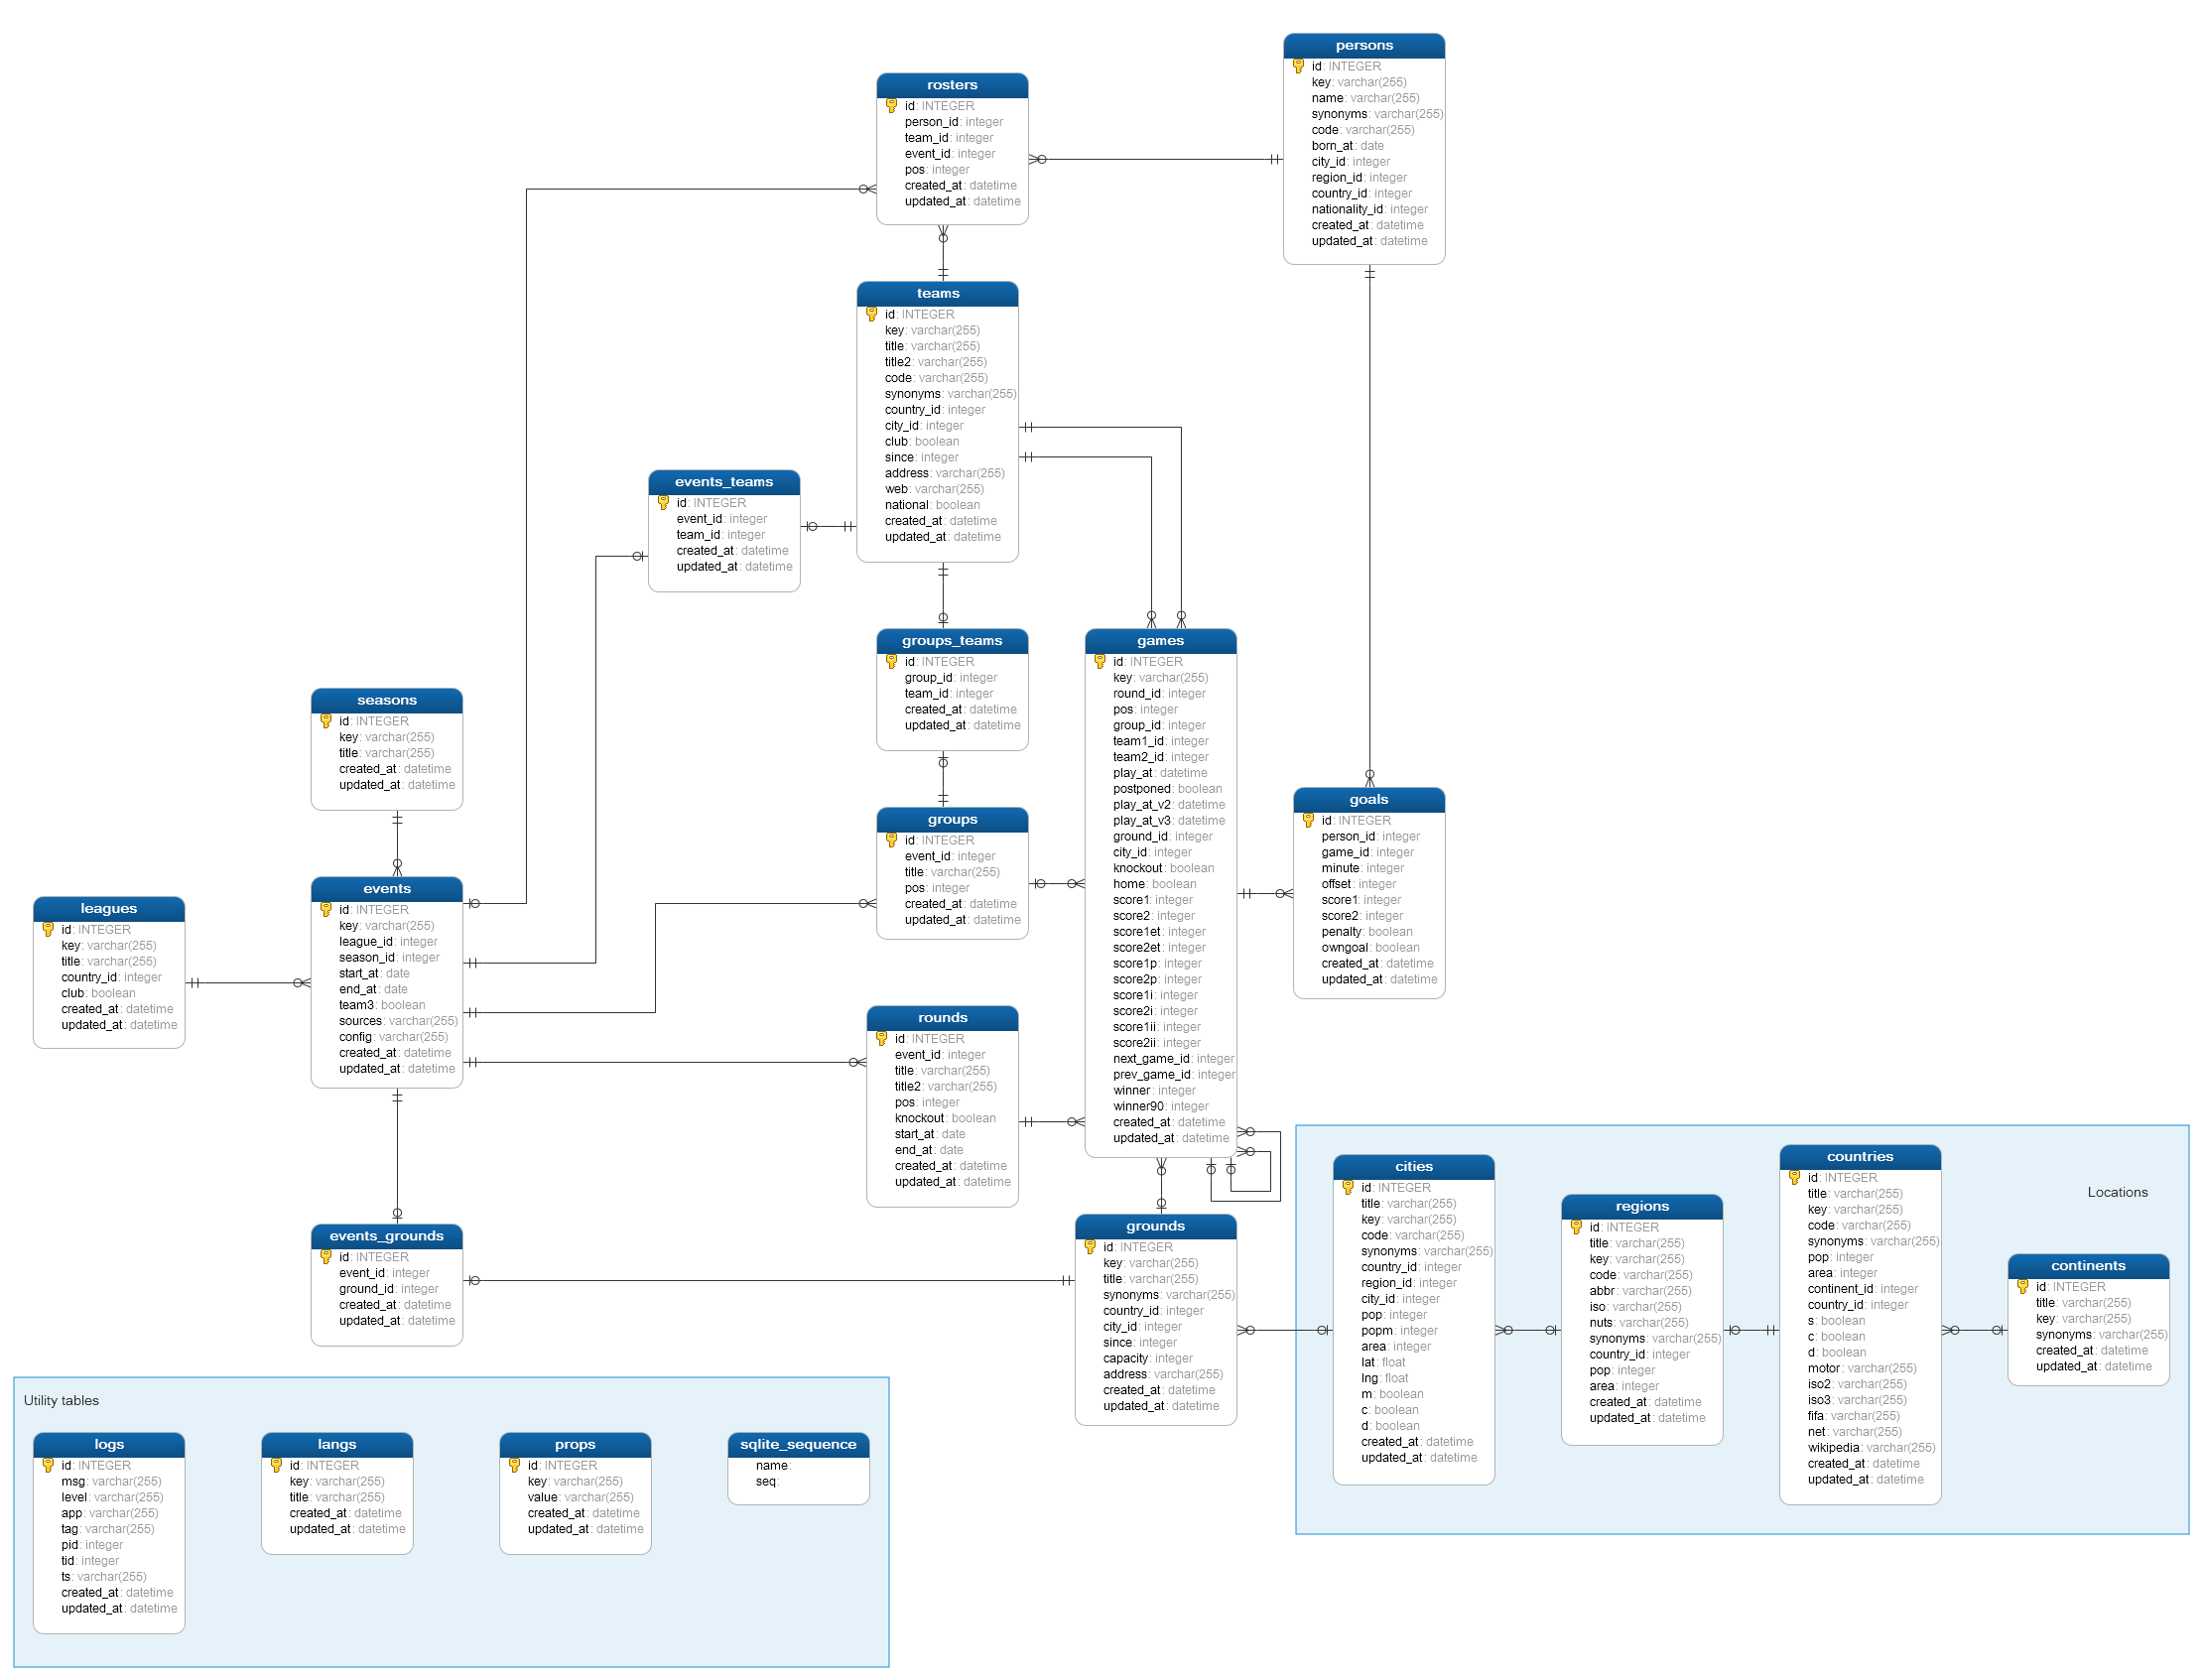 persons
id: INTEGER
key: varchar(255)
name: varchar(255)
synonyms: varchar(255)
code: varchar(255)
born_at: date
city_id: integer
region_id: integer
country_id: integer
nationality_id: integer
created_at: datetime
updated_at: datetime
rosters
id: INTEGER
person_id: integer
team_id: integer
event_id: integer
pos: integer
created_at: datetime
updated_at: datetime
teams
id: INTEGER
key: varchar(255)
title: varchar(255)
title2: varchar(255)
code: varchar(255)
synonyms: varchar(255)
country_id: integer
city_id: integer
club: boolean
since: integer
address: varchar(255)
web: varchar(255)
national: boolean
created_at: datetime
updated_at: datetime
events_teams
id: INTEGER
event_id: integer
team_id: integer
created_at: datetime
updated_at: datetime
groups_teams
id: INTEGER
group_id: integer
team_id: integer
created_at: datetime
updated_at: datetime
games
id: INTEGER
key: varchar(255)
round_id: integer
pos: integer
group_id: integer
team1_id: integer
team2_id: integer
play_at: datetime
postponed: boolean
play_at_v2: datetime
play_at_v3: datetime
ground_id: integer
city_id: integer
knockout: boolean
home: boolean
score1: integer
score2: integer
score1et: integer
score2et: integer
score1p: integer
score2p: integer
score1i: integer
score2i: integer
score1ii: integer
score2ii: integer
next_game_id: integer
prev_game_id: integer
winner: integer
winner90: integer
created_at: datetime
updated_at: datetime
seasons
id: INTEGER
key: varchar(255)
title: varchar(255)
created_at: datetime
updated_at: datetime
goals
id: INTEGER
person_id: integer
game_id: integer
minute: integer
offset: integer
score1: integer
score2: integer
penalty: boolean
owngoal: boolean
created_at: datetime
updated_at: datetime
groups
id: INTEGER
event_id: integer
title: varchar(255)
pos: integer
created_at: datetime
updated_at: datetime
events
id: INTEGER
key: varchar(255)
league_id: integer
season_id: integer
start_at: date
end_at: date
team3: boolean
sources: varchar(255)
config: varchar(255)
created_at: datetime
updated_at: datetime
leagues
id: INTEGER
key: varchar(255)
title: varchar(255)
country_id: integer
club: boolean
created_at: datetime
updated_at: datetime
rounds
id: INTEGER
event_id: integer
title: varchar(255)
title2: varchar(255)
pos: integer
knockout: boolean
start_at: date
end_at: date
created_at: datetime
updated_at: datetime
events_grounds
id: INTEGER
event_id: integer
ground_id: integer
created_at: datetime
updated_at: datetime
grounds
id: INTEGER
key: varchar(255)
title: varchar(255)
synonyms: varchar(255)
country_id: integer
city_id: integer
since: integer
capacity: integer
address: varchar(255)
created_at: datetime
updated_at: datetime
Locations
cities
id: INTEGER
title: varchar(255)
key: varchar(255)
code: varchar(255)
synonyms: varchar(255)
country_id: integer
region_id: integer
city_id: integer
pop: integer
popm: integer
area: integer
lat: float
lng: float
m: boolean
c: boolean
d: boolean
created_at: datetime
updated_at: datetime
regions
id: INTEGER
title: varchar(255)
key: varchar(255)
code: varchar(255)
abbr: varchar(255)
iso: varchar(255)
nuts: varchar(255)
synonyms: varchar(255)
country_id: integer
pop: integer
area: integer
created_at: datetime
updated_at: datetime
countries
id: INTEGER
title: varchar(255)
key: varchar(255)
code: varchar(255)
synonyms: varchar(255)
pop: integer
area: integer
continent_id: integer
country_id: integer
s: boolean
c: boolean
d: boolean
motor: varchar(255)
iso2: varchar(255)
iso3: varchar(255)
fifa: varchar(255)
net: varchar(255)
wikipedia: varchar(255)
created_at: datetime
updated_at: datetime
continents
id: INTEGER
title: varchar(255)
key: varchar(255)
synonyms: varchar(255)
created_at: datetime
updated_at: datetime
Utility tables
logs
id: INTEGER
msg: varchar(255)
level: varchar(255)
app: varchar(255)
tag: varchar(255)
pid: integer
tid: integer
ts: varchar(255)
created_at: datetime
updated_at: datetime
langs
id: INTEGER
key: varchar(255)
title: varchar(255)
created_at: datetime
updated_at: datetime
props
id: INTEGER
key: varchar(255)
value: varchar(255)
created_at: datetime
updated_at: datetime
sqlite_sequence
name:
seq: